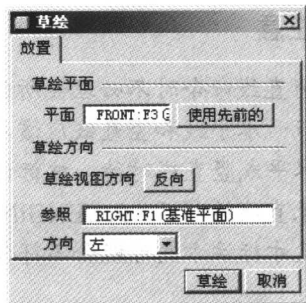 草绘
放置
草绘平面
平面 FRONT:F3(基 使用先前的
草绘方向
草绘视图方向 反向
参照 RIGHT:F1(基准平面)
方向 左
草绘 取消